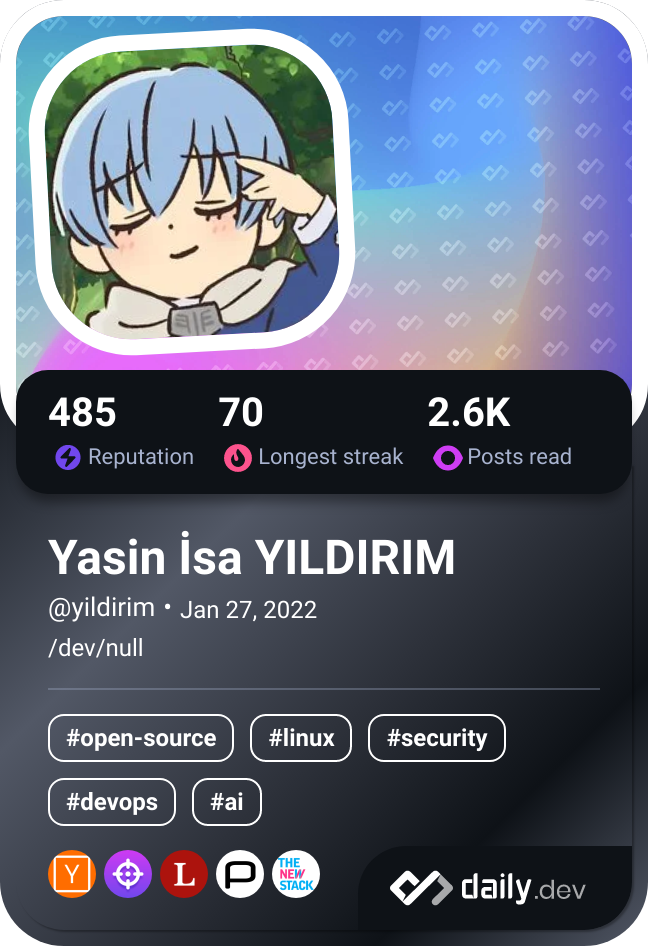 485 70 2.6K
Reputation Longest streak Posts read
Yasin İsa YILDIRIM
@yildirim • Jan 27, 2022
/dev/null
#open-source #linux #security
#devops #ai
Y L P THE NEW STACK
daily.dev